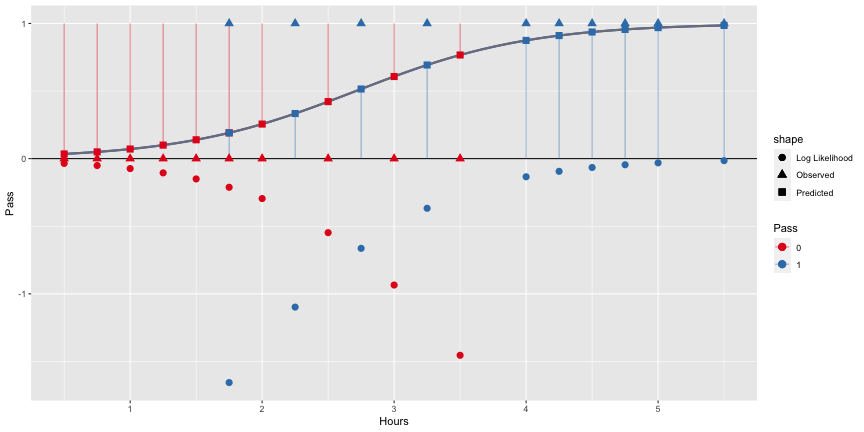 1
0
-1
Pass
1
2
3
4
5
Hours
shape
Log Likelihood
Observed
Predicted
Pass
0
1